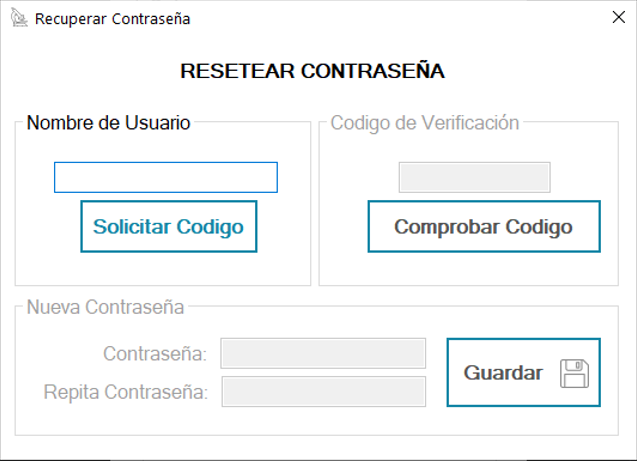 Recuperar Contraseña
RESETEAR CONTRASEÑA
Nombre de Usuario
Solicitar Codigo
Codigo de Verificación
Comprobar Codigo
Nueva Contraseña
Contraseña:
Repita Contraseña:
Guardar